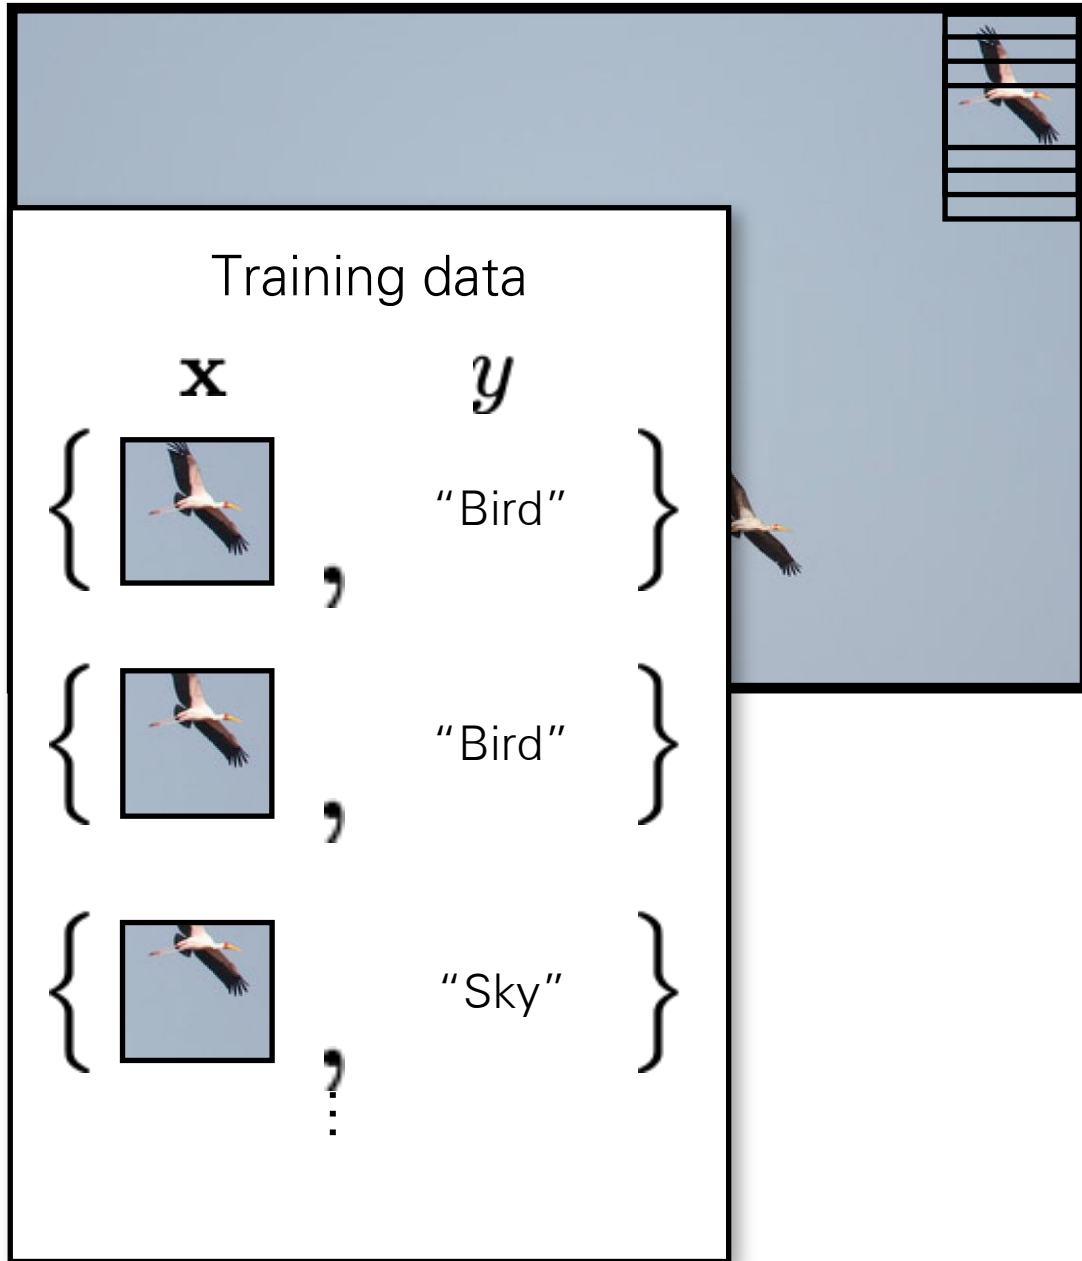 Training data
x y
{ , “Bird” }
{ , “Bird” }
{ , “Sky” }
⋮